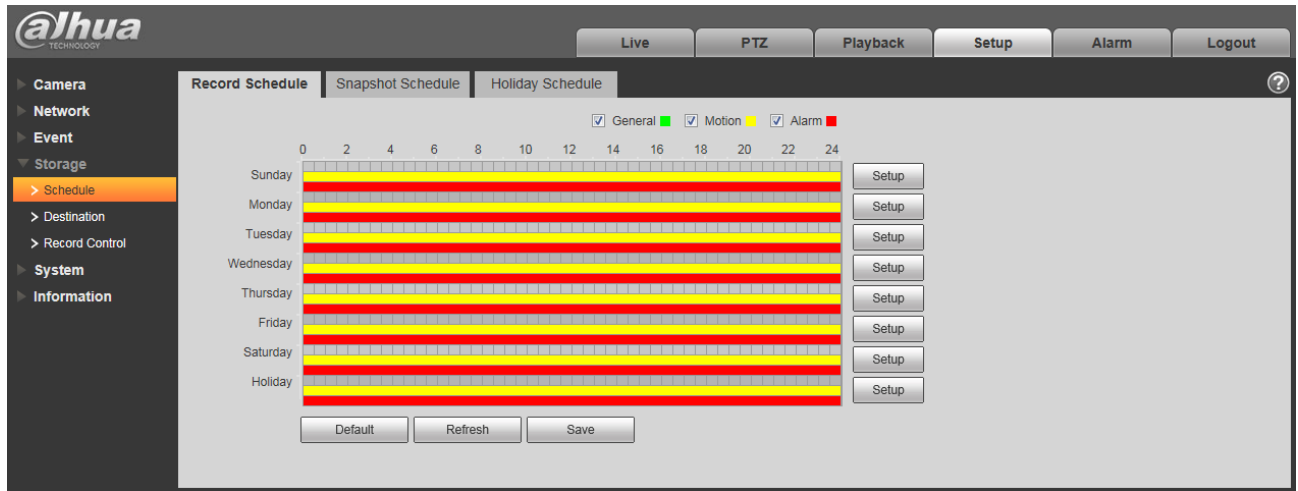 alhua
TECHNOLOGY
Live PTZ Playback Setup Alarm Logout
Camera
Network
Event
Storage
> Schedule
> Destination
> Record Control
System
Information
Record Schedule Snapshot Schedule Holiday Schedule ?
General Motion Alarm
0 2 4 6 8 10 12 14 16 18 20 22 24
Sunday Setup
Monday Setup
Tuesday Setup
Wednesday Setup
Thursday Setup
Friday Setup
Saturday Setup
Holiday Setup
Default Refresh Save